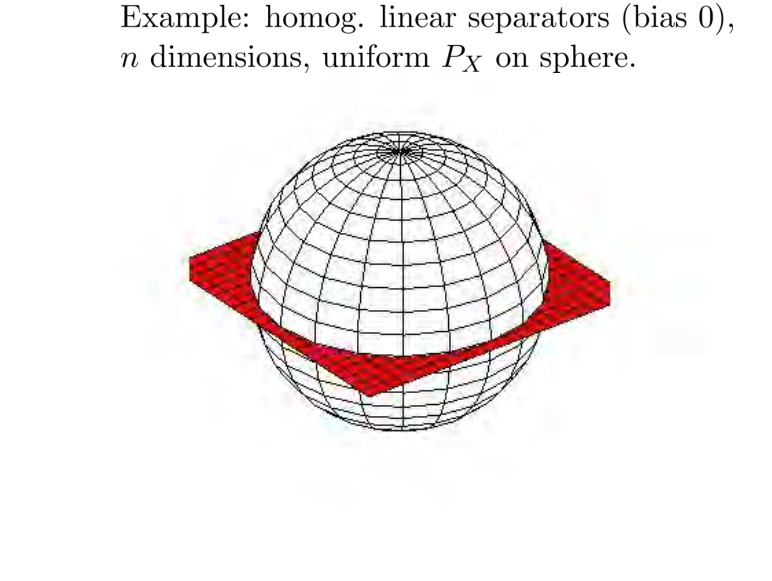 Example: homog. linear separators (bias 0),
n dimensions, uniform P_X on sphere.